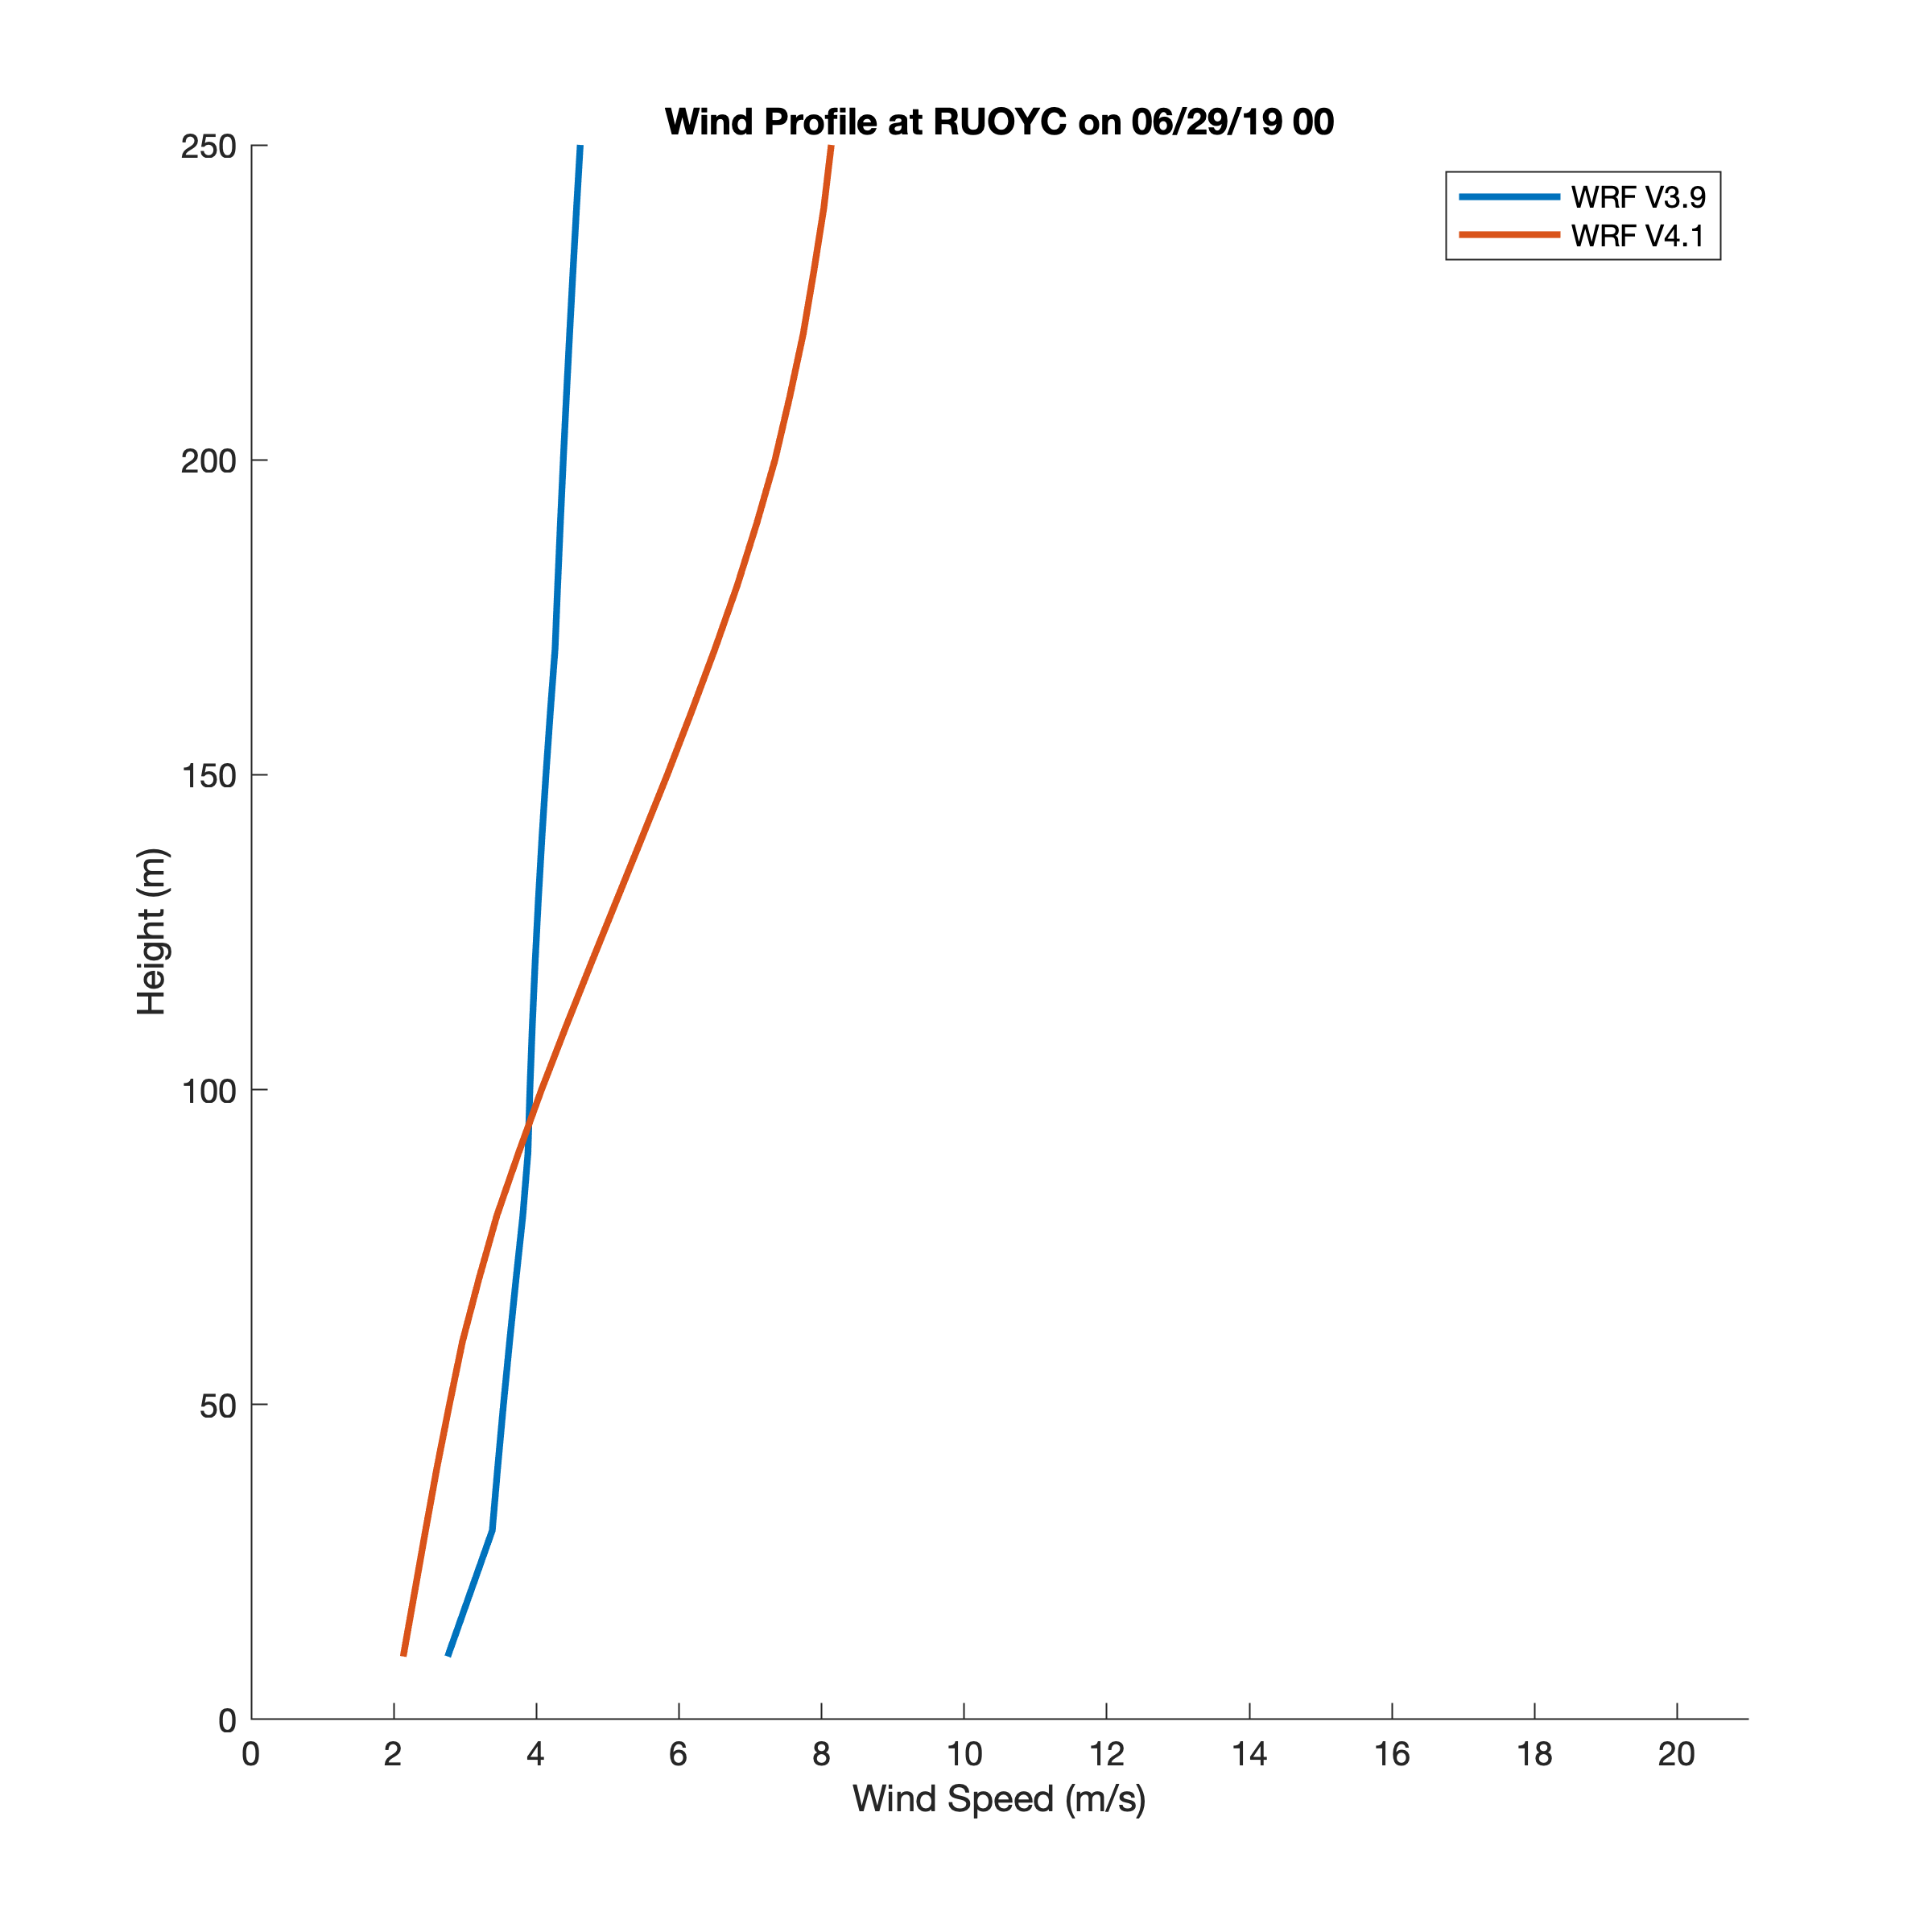 Wind Profile at RUOYC on 06/29/19 00
WRF V3.9
WRF V4.1
250
200
150
100
50
0
Height (m)
0 2 4 6 8 10 12 14 16 18 20
Wind Speed (m/s)